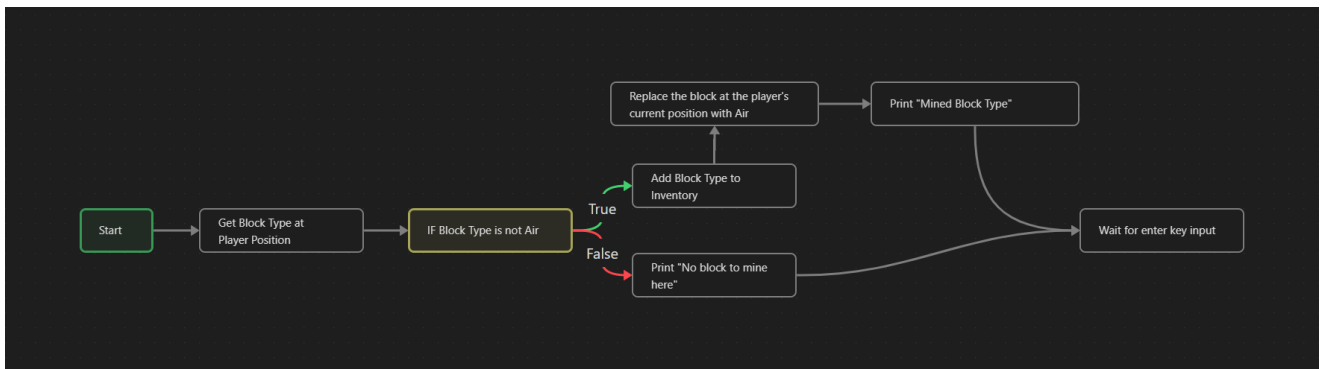 Start
Get Block Type at
Player Position
IF Block Type is not Air
True
False
Add Block Type to
Inventory
Replace the block at the player's
current position with Air
Print "Mined Block Type"
Print "No block to mine
here"
Wait for enter key input